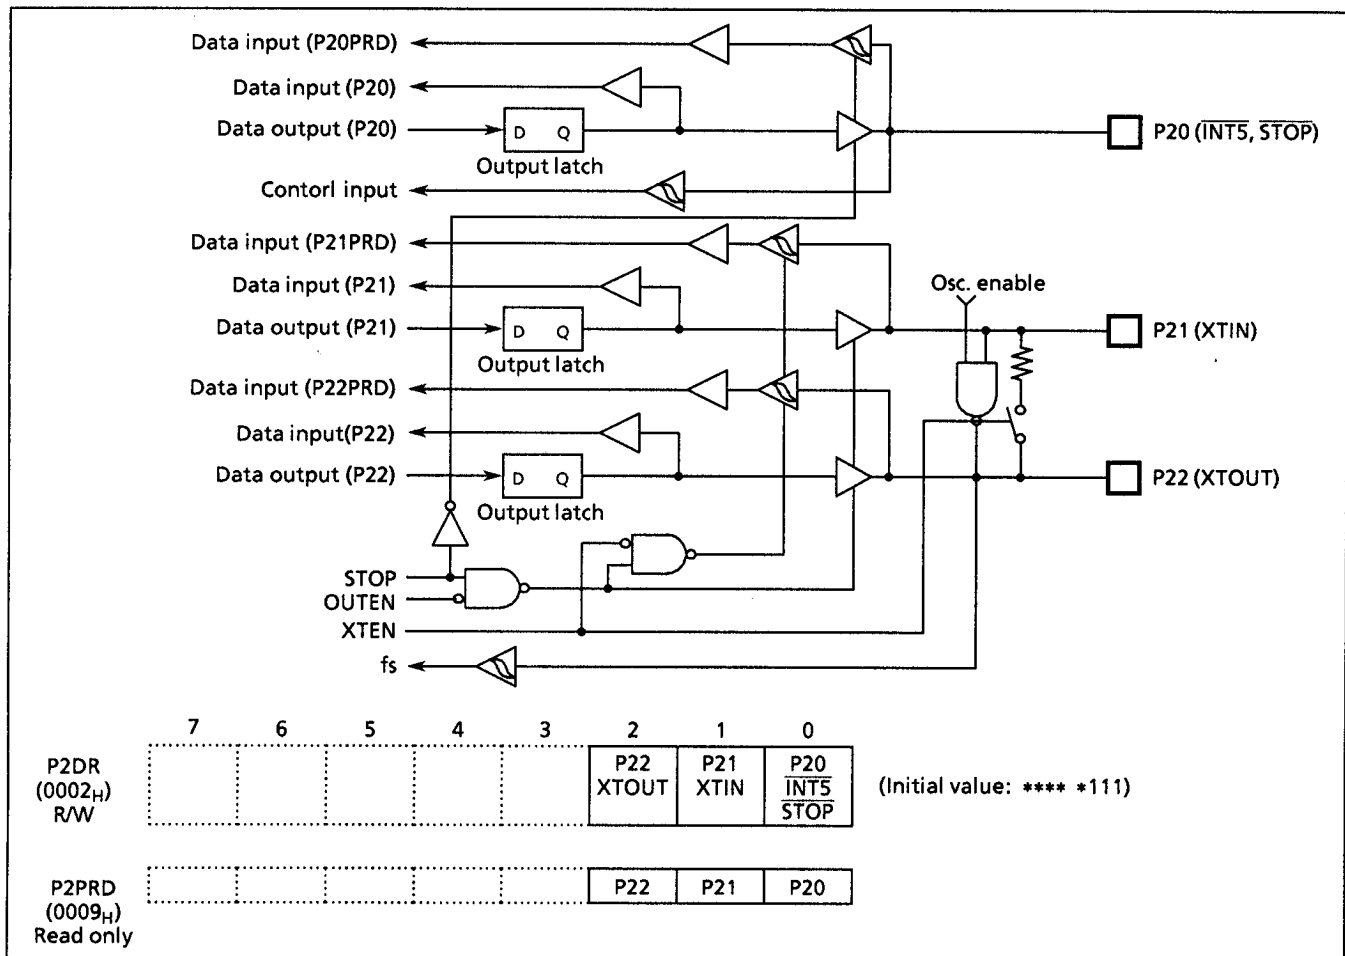 Data input (P20PRD)
Data input (P20)
Data output (P20)
D Q
Output latch
P20 (INT5, STOP)
Contorl input
Data input (P21PRD)
Data input (P21)
Osc. enable
Data output (P21)
D Q
Output latch
P21 (XTIN)
Data input (P22PRD)
Data input(P22)
Data output (P22)
D Q
Output latch
P22 (XTOUT)
STOP
OUTEN
XTEN
fs
7 6 5 4 3 2 1 0
P2DR
(0002H)
R/W
P22
XTOUT
P21
XTIN
P20
INT5
STOP
(Initial value: **** *111)
P2PRD
(0009H)
Read only
P22 P21 P20